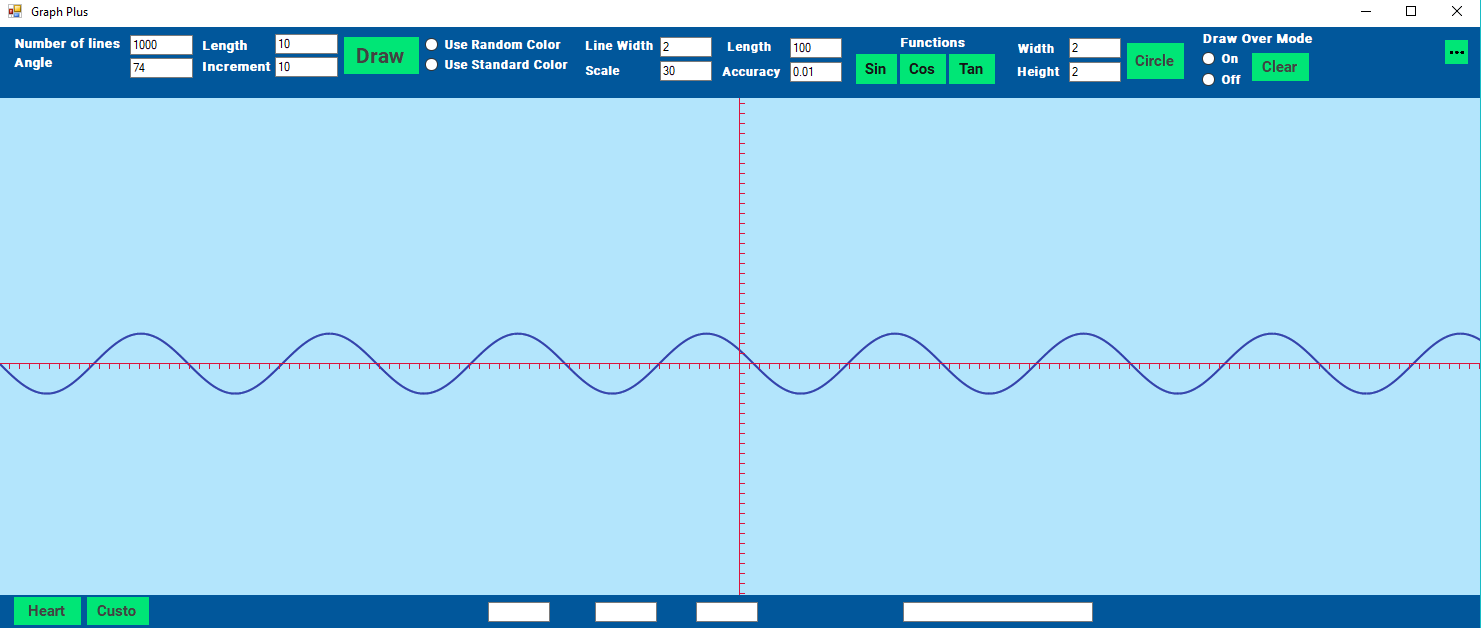 Graph Plus
Number of lines 1000 Length 10 Draw Use Random Color Line Width 2 Length 100 Functions Width 2 Circle Draw Over Mode ...
Angle 74 Increment 10 Use Standard Color Scale 30 Accuracy 0.01 Sin Cos Tan Height 2 On Off Clear
Heart Custo